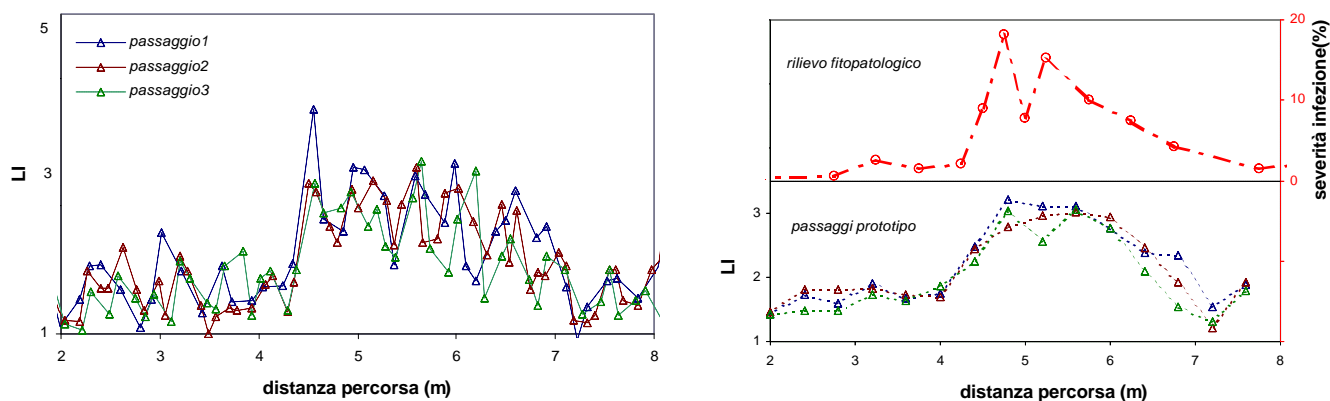 5
3
1
LI
passaggio1
passaggio2
passaggio3
2 3 4 5 6 7 8
distanza percorsa (m)
20
10
0
severità infezione(%)
rilievo fitopatologico
3
2
1
LI
passaggi prototipo
2 3 4 5 6 7 8
distanza percorsa (m)